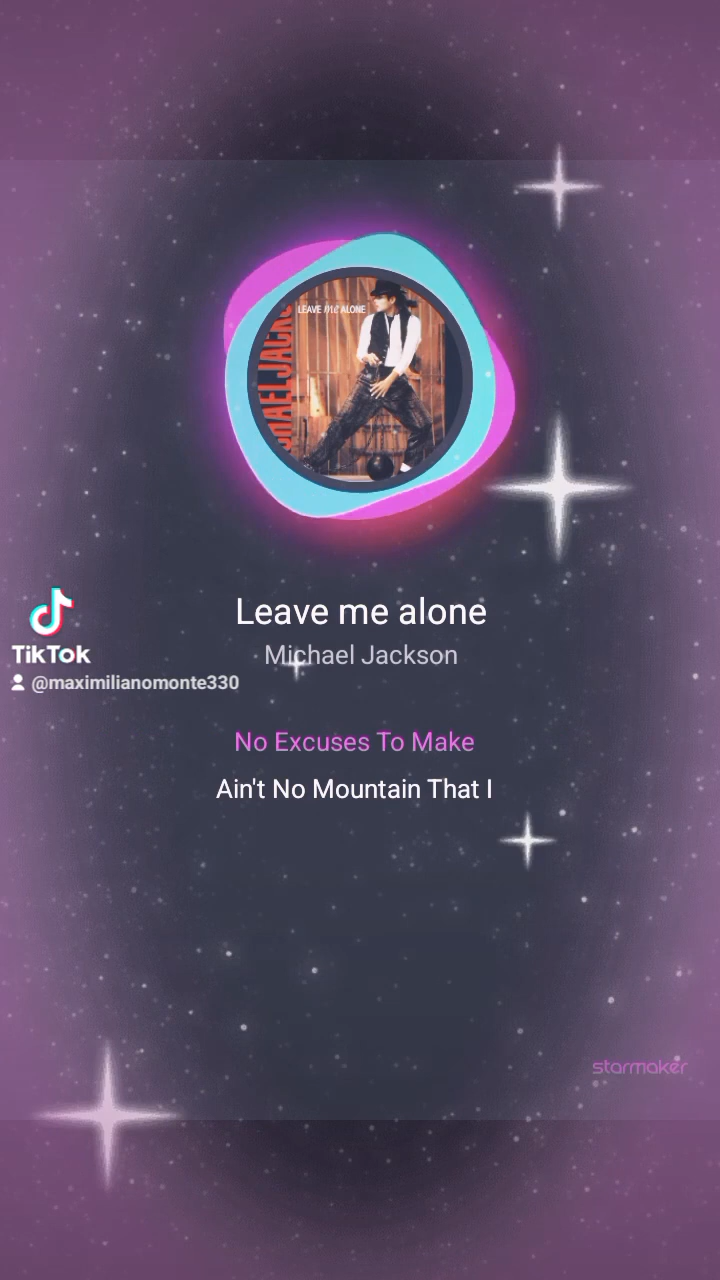 LEAVE me ALONE
Leave me alone
Michael Jackson
TikTok
@maximilianomonte330
No Excuses To Make
Ain't No Mountain That I
starmaker